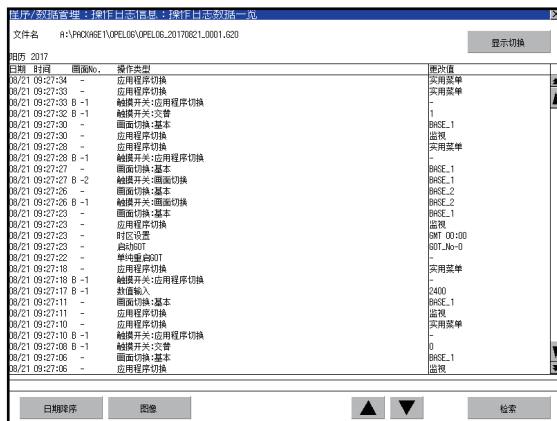 程序/数据管理：操作日志信息：操作日志数据一览
文件名 A:\PACKAGE1\OPELOG\OPELOG_20170821_0001.G2O
显示切换
阳历 2017
日期 时间 画面No. 操作类型 更改值
08/21 09:27:34 - 应用程序切换 实用菜单
08/21 09:27:33 - 应用程序切换 实用菜单
08/21 09:27:33 B -1 触摸开关:应用程序切换 -
08/21 09:27:32 B -1 触摸开关:交替 1
08/21 09:27:30 - 画面切换:基本 BASE_1
08/21 09:27:30 - 应用程序切换 监视
08/21 09:27:28 - 应用程序切换 实用菜单
08/21 09:27:28 B -1 触摸开关:应用程序切换 -
08/21 09:27:27 - 画面切换:基本 BASE_1
08/21 09:27:27 B -2 触摸开关:画面切换 BASE_1
08/21 09:27:26 - 画面切换:基本 BASE_2
08/21 09:27:26 B -1 触摸开关:画面切换 BASE_2
08/21 09:27:23 - 画面切换:基本 BASE_1
08/21 09:27:23 - 应用程序切换 监视
08/21 09:27:23 - 时区设置 GMT 00:00
08/21 09:27:23 - 启动GOT GOT_No-0
08/21 09:27:22 - 单纯重启GOT -
08/21 09:27:18 - 应用程序切换 实用菜单
08/21 09:27:18 B -1 触摸开关:应用程序切换 -
08/21 09:27:17 B -1 数值输入 2400
08/21 09:27:11 - 画面切换:基本 BASE_1
08/21 09:27:11 - 应用程序切换 监视
08/21 09:27:10 - 应用程序切换 实用菜单
08/21 09:27:10 B -1 触摸开关:应用程序切换 -
08/21 09:27:08 B -1 触摸开关:交替 0
08/21 09:27:06 - 画面切换:基本 BASE_1
08/21 09:27:06 - 应用程序切换 监视
日期降序 图像 ▲ ▼ 检索